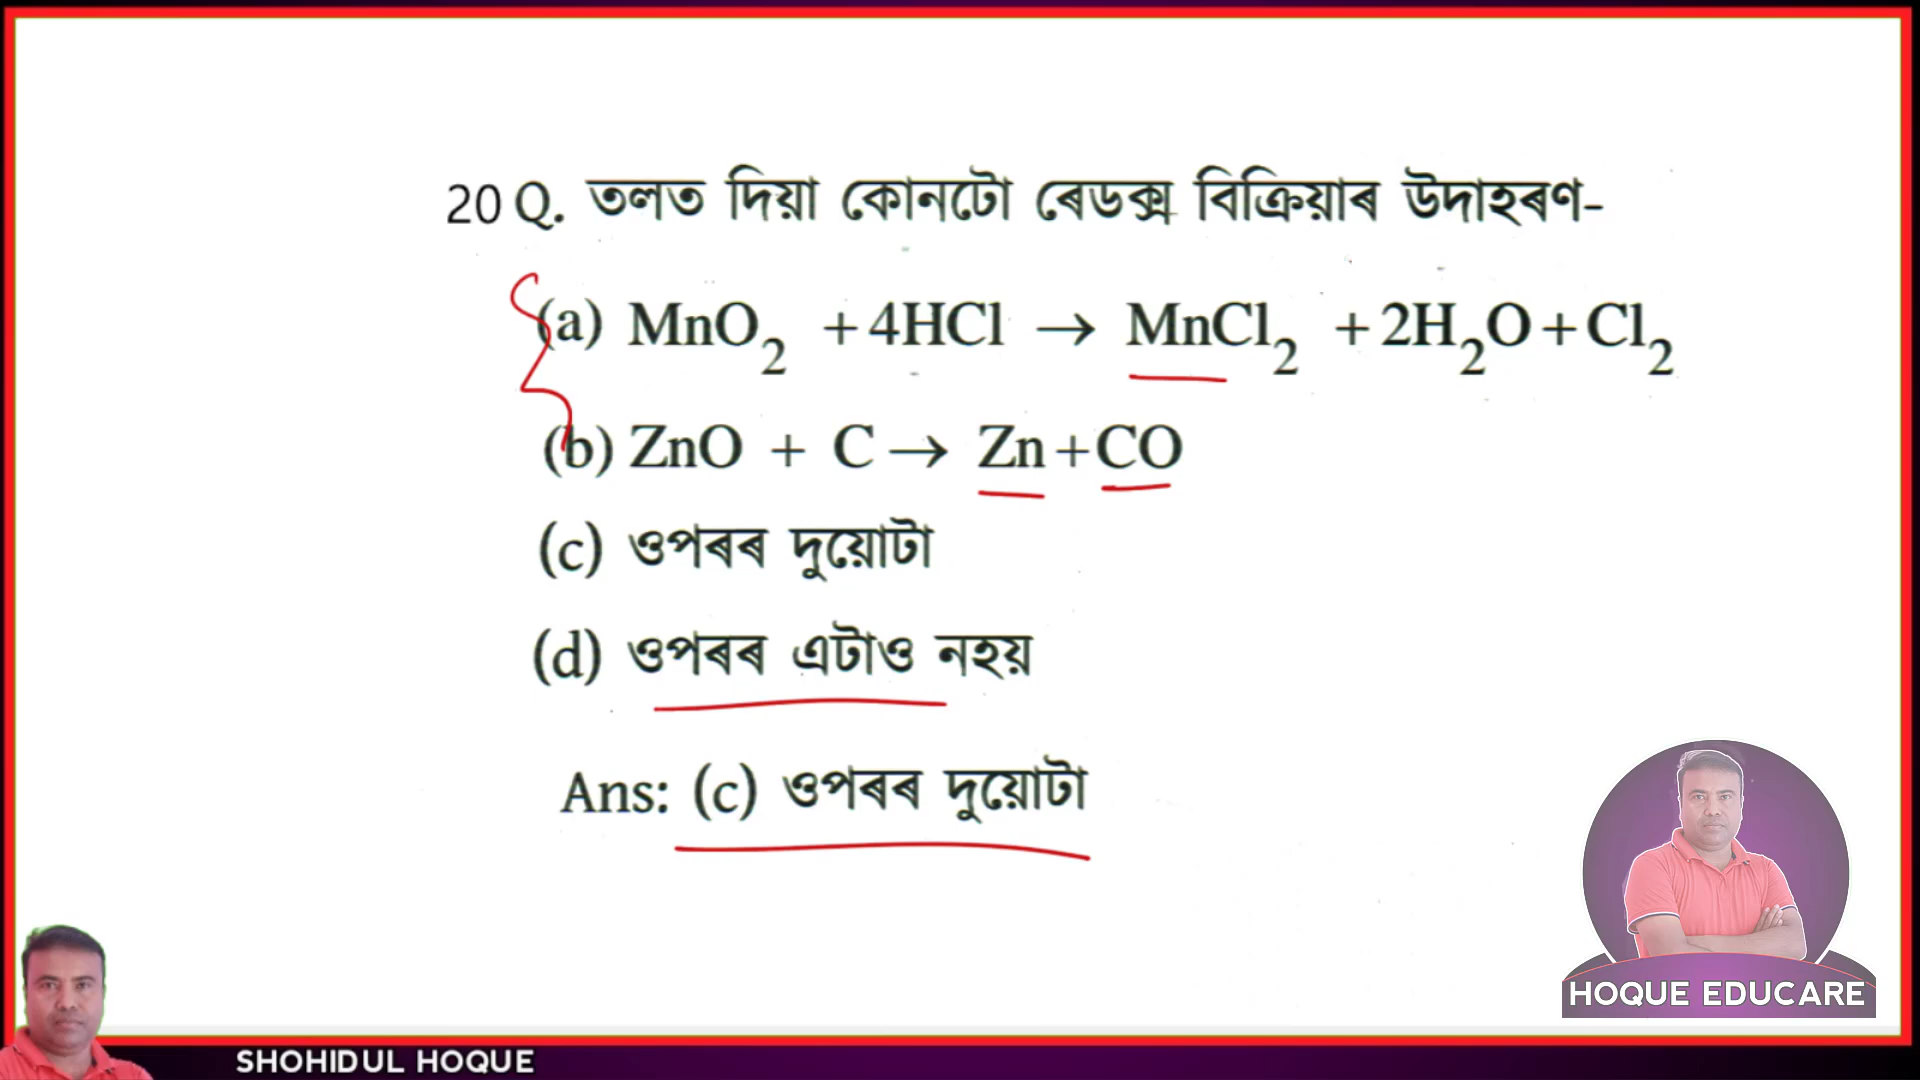 20 Q. তলত দিয়া কোনটো ৰেডক্স বিক্ৰিয়াৰ উদাহৰণ-
(a) MnO₂ + 4HCl → MnCl₂ + 2H₂O + Cl₂
(b) ZnO + C → Zn + CO
(c) ওপৰৰ দুয়োটা
(d) ওপৰৰ এটাও নহয়
Ans: (c) ওপৰৰ দুয়োটা
HOQUE EDUCARE
SHOHIDUL HOQUE